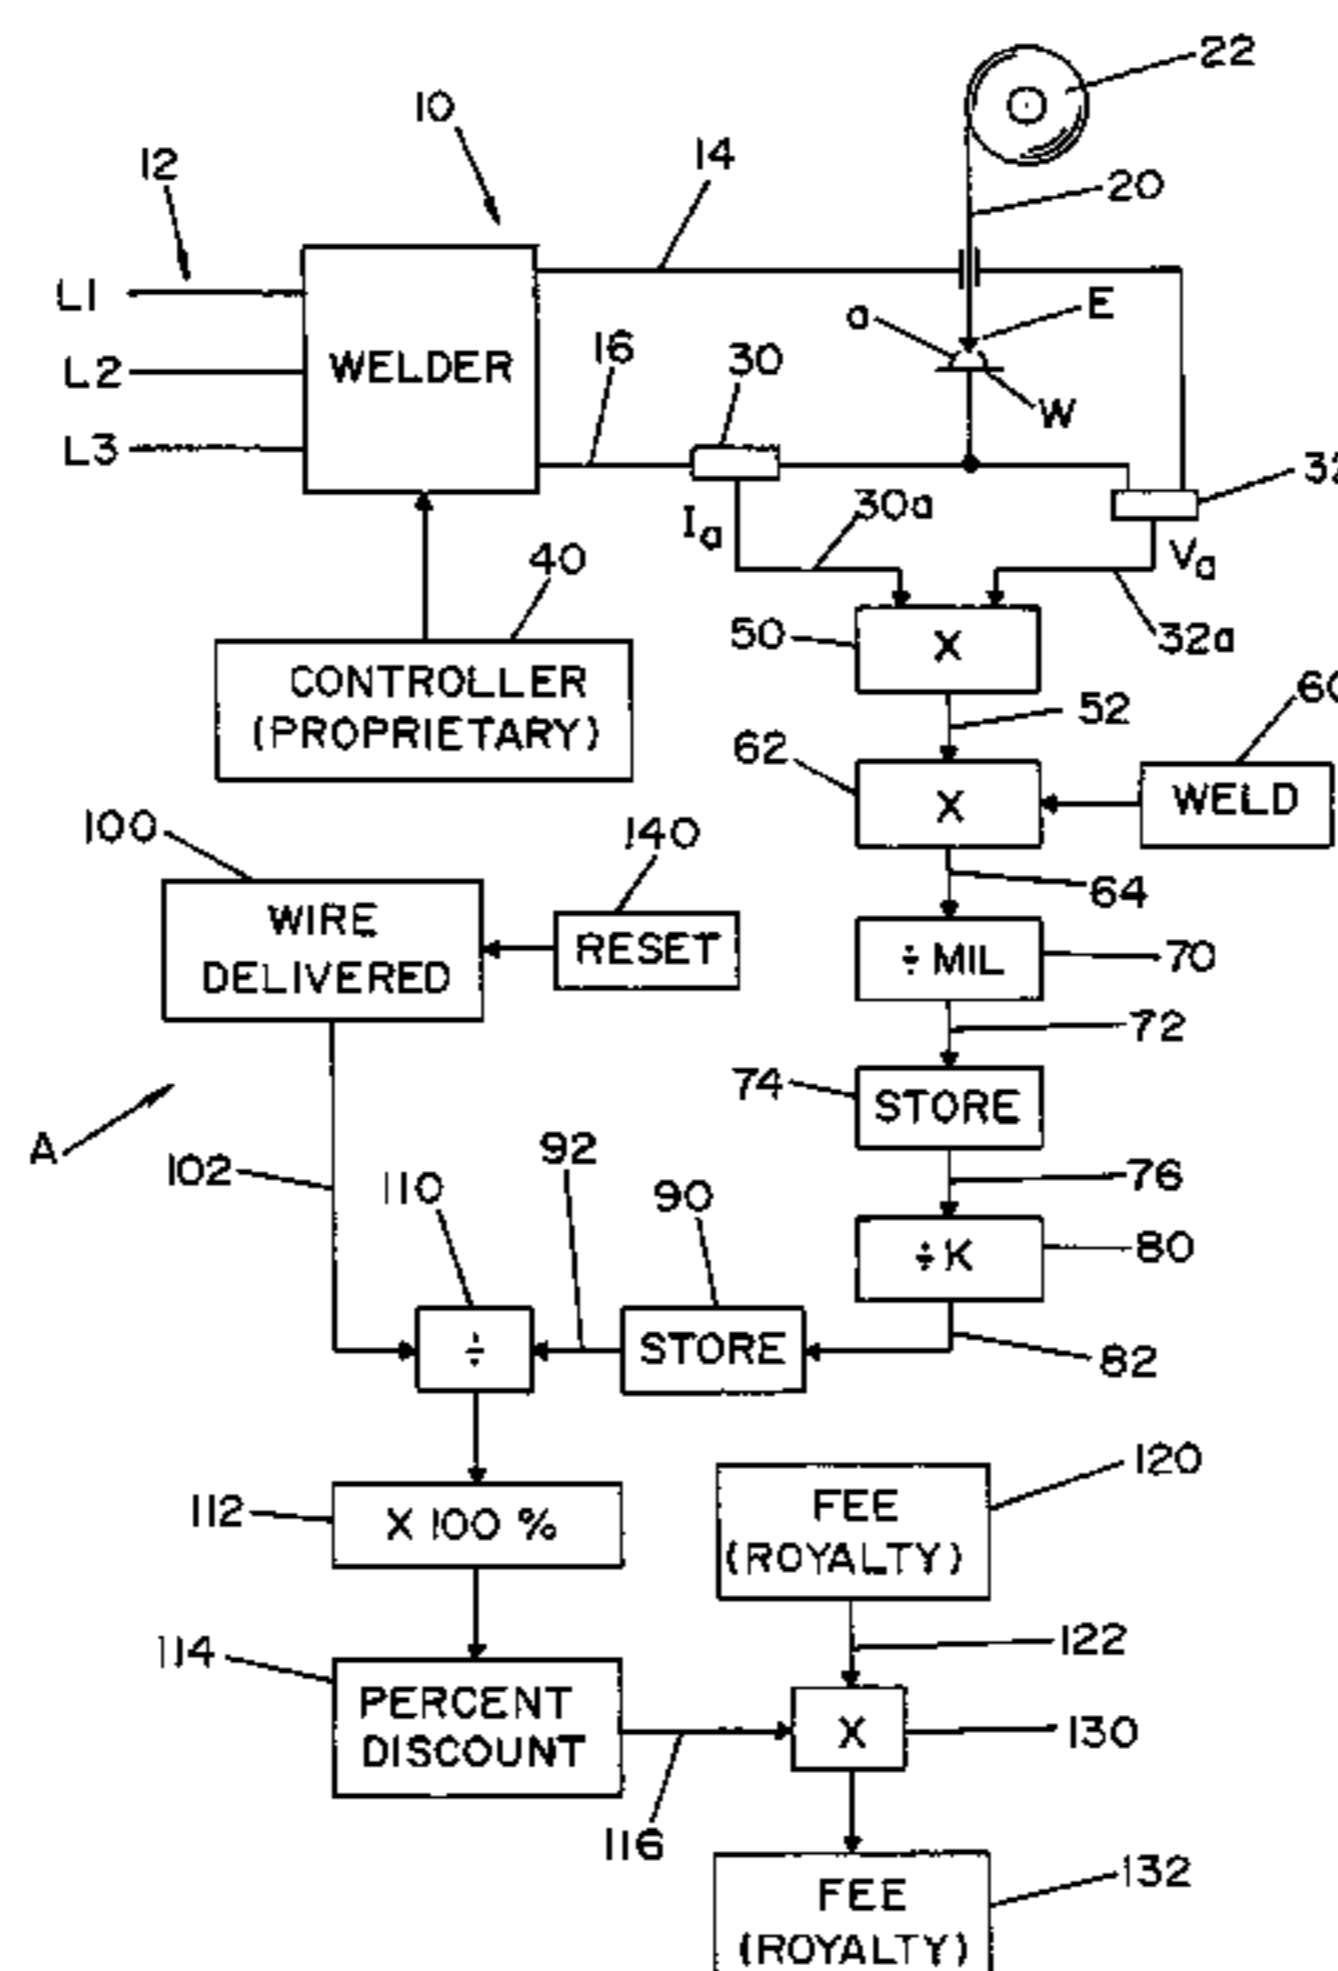 22
10
14
12
20
L1
E
a
16
WELDER
30
L2
W
L3
32
30a
Ia
Va
40
50
X
32a
CONTROLLER
(PROPRIETARY)
52
60
62
X
WELD
100
140
64
WIRE
DELIVERED
RESET
÷ MIL
70
72
74
STORE
A
92
102
76
110
90
÷K
80
÷
STORE
82
120
112
X 100 %
FEE
(ROYALTY)
114
122
PERCENT
DISCOUNT
X
130
116
132
FEE
(ROYALTY)